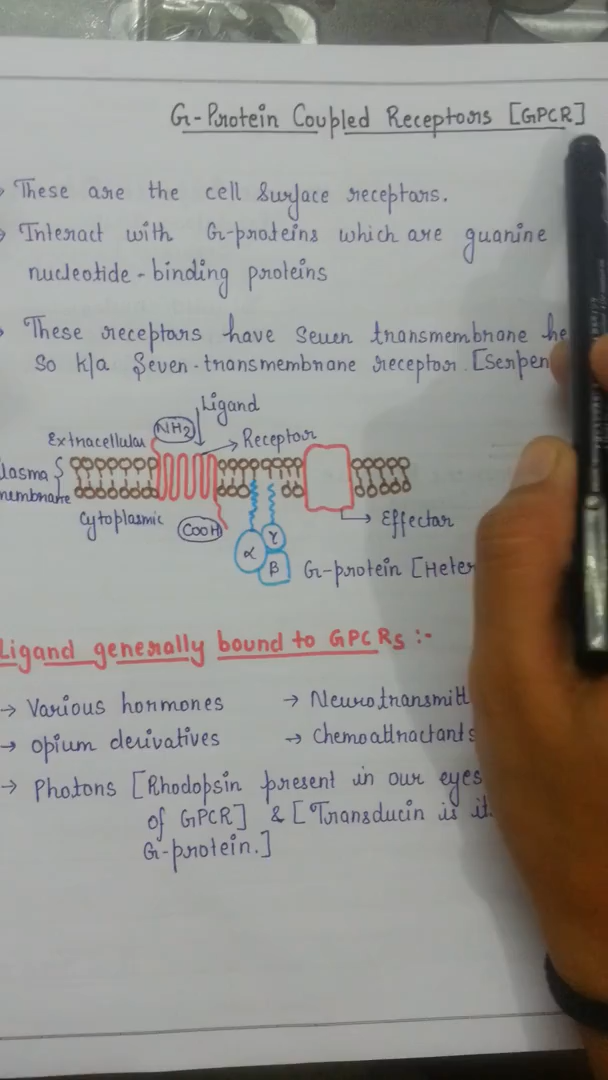 G-Protein Coupled Receptors [GPCR]
These are the cell surface receptors.
Interact with G-proteins which are guanine
nucleotide-binding proteins
These receptors have seven transmembrane he
So k/a Seven-transmembrane receptor. [Serpen
Ligand
NH2
Extracellular
Receptor
lasma
membrane
Cytoplasmic
COOH
Effector
α γ
β
G-protein [Heter
Ligand generally bound to GPCRs :-
→ Various hormones → Neurotransmitt
→ opium derivatives → Chemoattractants
→ Photons [Rhodopsin present in our eyes
of GPCR] & [Transducin is it
G-protein.]